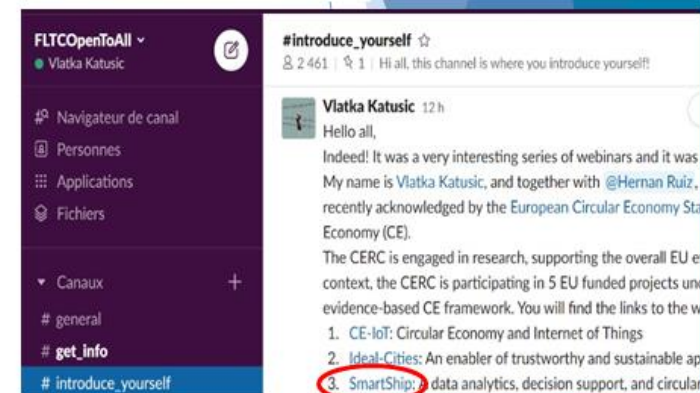 FLTCOpenToAll
Vlatka Katusic
Navigateur de canal
Personnes
Applications
Fichiers
Canaux
# general
# get_info
# introduce_yourself
#introduce_yourself
2 461 | 1 | Hi all, this channel is where you introduce yourself!
Vlatka Katusic 12 h
Hello all,
Indeed! It was a very interesting series of webinars and it was
My name is Vlatka Katusic, and together with @Hernan Ruiz,
recently acknowledged by the European Circular Economy Sta
Economy (CE).
The CERC is engaged in research, supporting the overall EU e
context, the CERC is participating in 5 EU funded projects und
evidence-based CE framework. You will find the links to the w
1. CE-IoT: Circular Economy and Internet of Things
2. Ideal-Cities: An enabler of trustworthy and sustainable ap
3. SmartShip: A data analytics, decision support, and circular